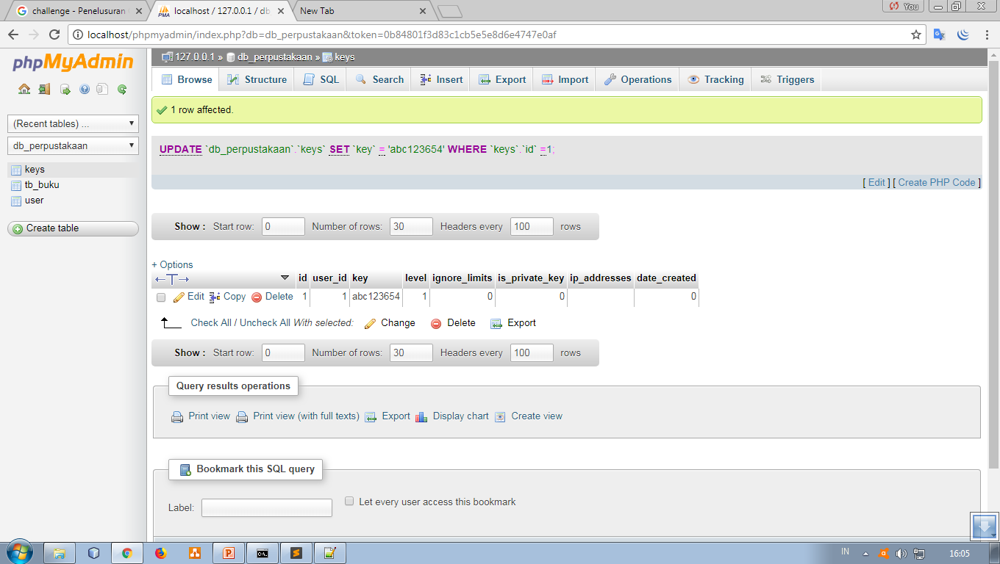 challenge - Penelusuran
localhost / 127.0.0.1 / db
New Tab
You
localhost/phpmyadmin/index.php?db=db_perpustakaan&token=0b84801f3d83c1cb5e5e8d6e4747e0af
phpMyAdmin
(Recent tables) ...
db_perpustakaan
keys
tb_buku
user
Create table
127.0.0.1 » db_perpustakaan » keys
Browse Structure SQL Search Insert Export Import Operations Tracking Triggers
1 row affected.
UPDATE `db_perpustakaan`.`keys` SET `key` = 'abc123654' WHERE `keys`.`id` =1;
[ Edit ] [ Create PHP Code ]
Show : Start row: 0 Number of rows: 30 Headers every 100 rows
+ Options
←T→ id user_id key level ignore_limits is_private_key ip_addresses date_created
Edit Copy Delete 1 1 abc123654 1 0 0 0
Check All / Uncheck All With selected: Change Delete Export
Show : Start row: 0 Number of rows: 30 Headers every 100 rows
Query results operations
Print view Print view (with full texts) Export Display chart Create view
Bookmark this SQL query
Label: Let every user access this bookmark
IN 16:05